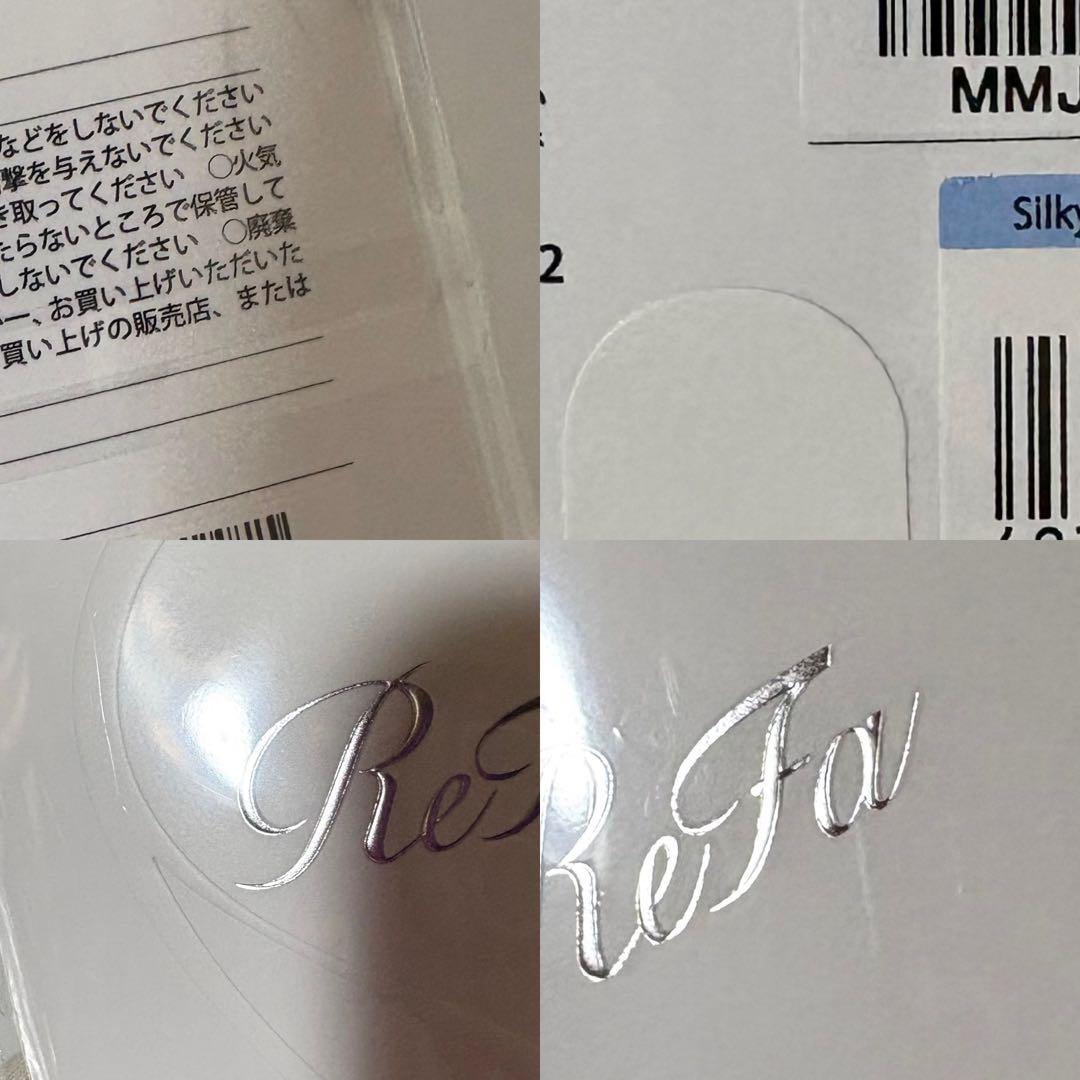 などをしないでください
撃を与えないでください
を取ってください ○火気
たらないところで保管して
しないでください ○廃棄
ー、お買い上げいただいた
買い上げの販売店、または
MMJ
Silky
2
ReF
ReFa